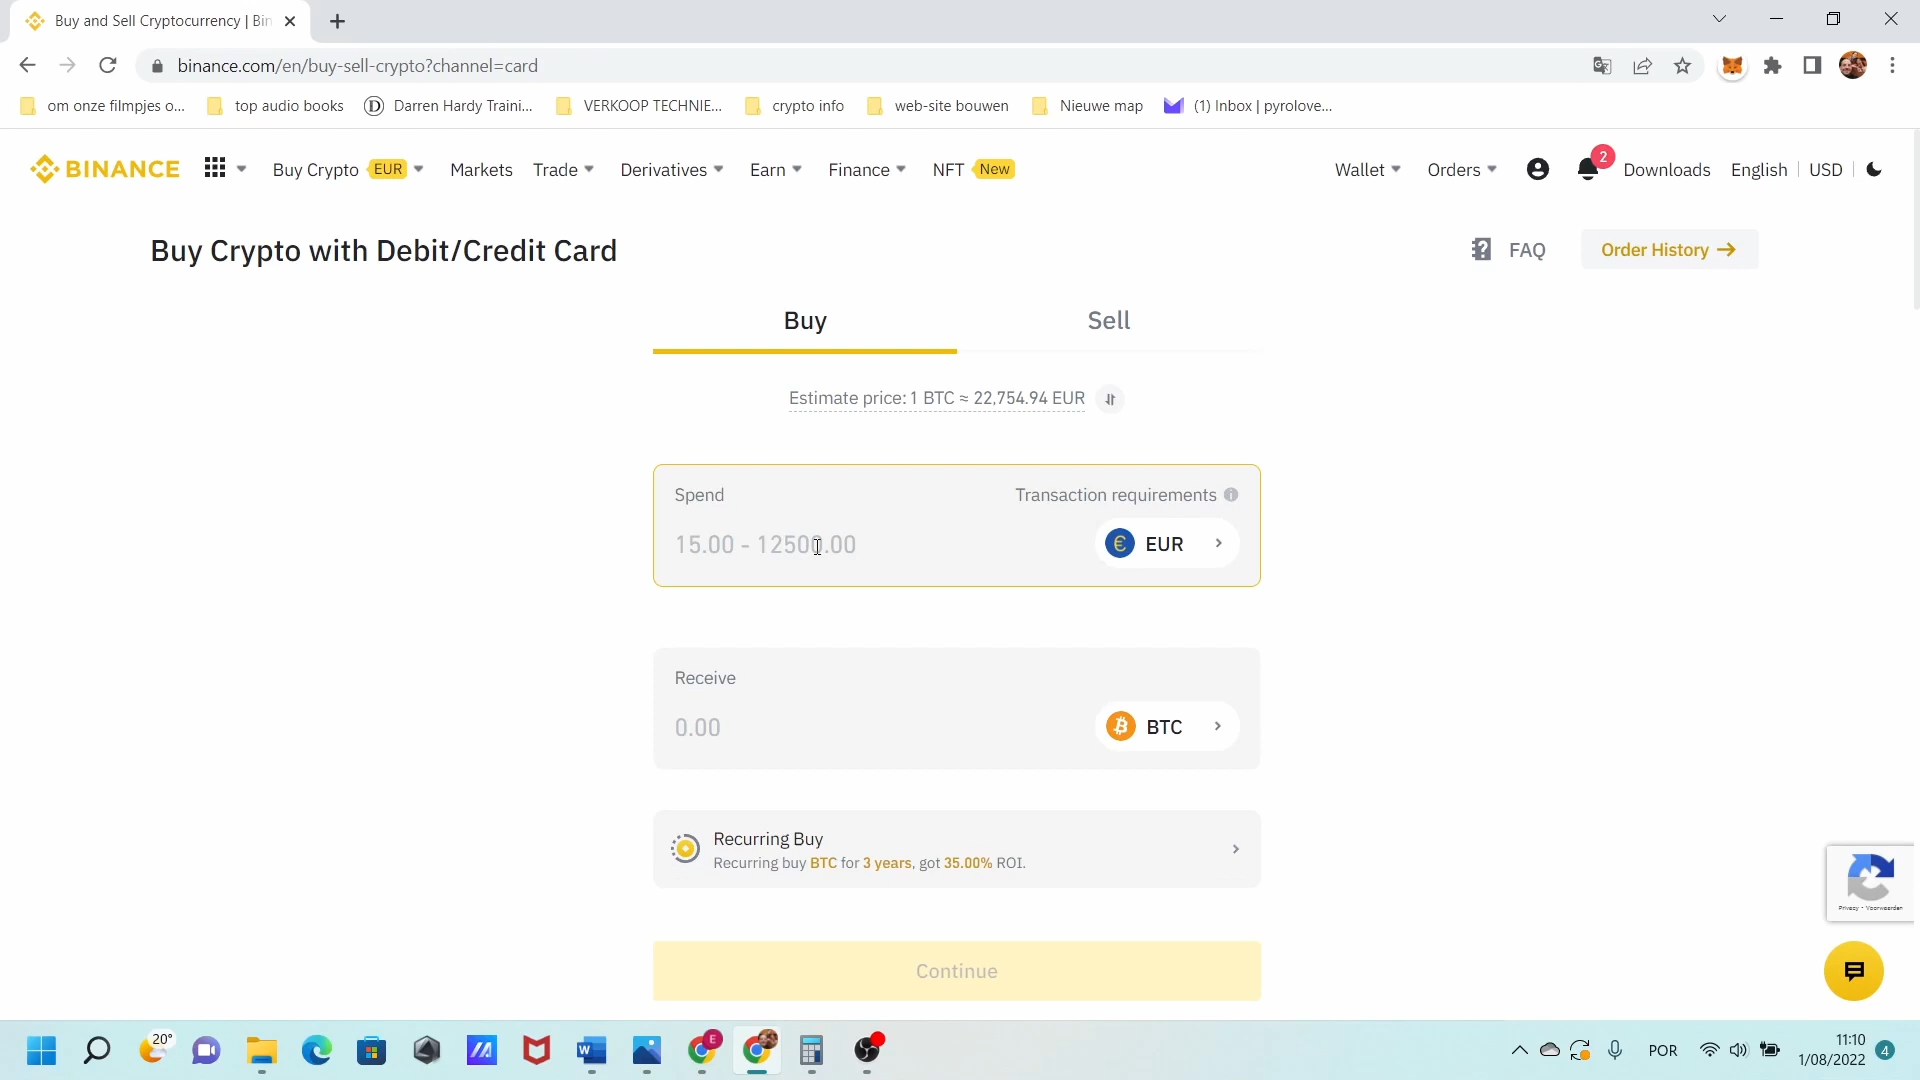 Buy and Sell Cryptocurrency | Bin
binance.com/en/buy-sell-crypto?channel=card
om onze filmpjes o...
top audio books
Darren Hardy Traini...
VERKOOP TECHNIE...
crypto info
web-site bouwen
Nieuwe map
(1) Inbox | pyrolove...
BINANCE
Buy Crypto EUR
Markets
Trade
Derivatives
Earn
Finance
NFT New
Wallet
Orders
2
Downloads
English
USD
Buy Crypto with Debit/Credit Card
FAQ
Order History →
Buy
Sell
Estimate price: 1 BTC ≈ 22,754.94 EUR
Spend
Transaction requirements
15.00 - 12500.00
€ EUR
Receive
0.00
BTC
Recurring Buy
Recurring buy BTC for 3 years, got 35.00% ROI.
Privacy - Voorwaarden
Continue
20°
E
POR
11:10
1/08/2022
4